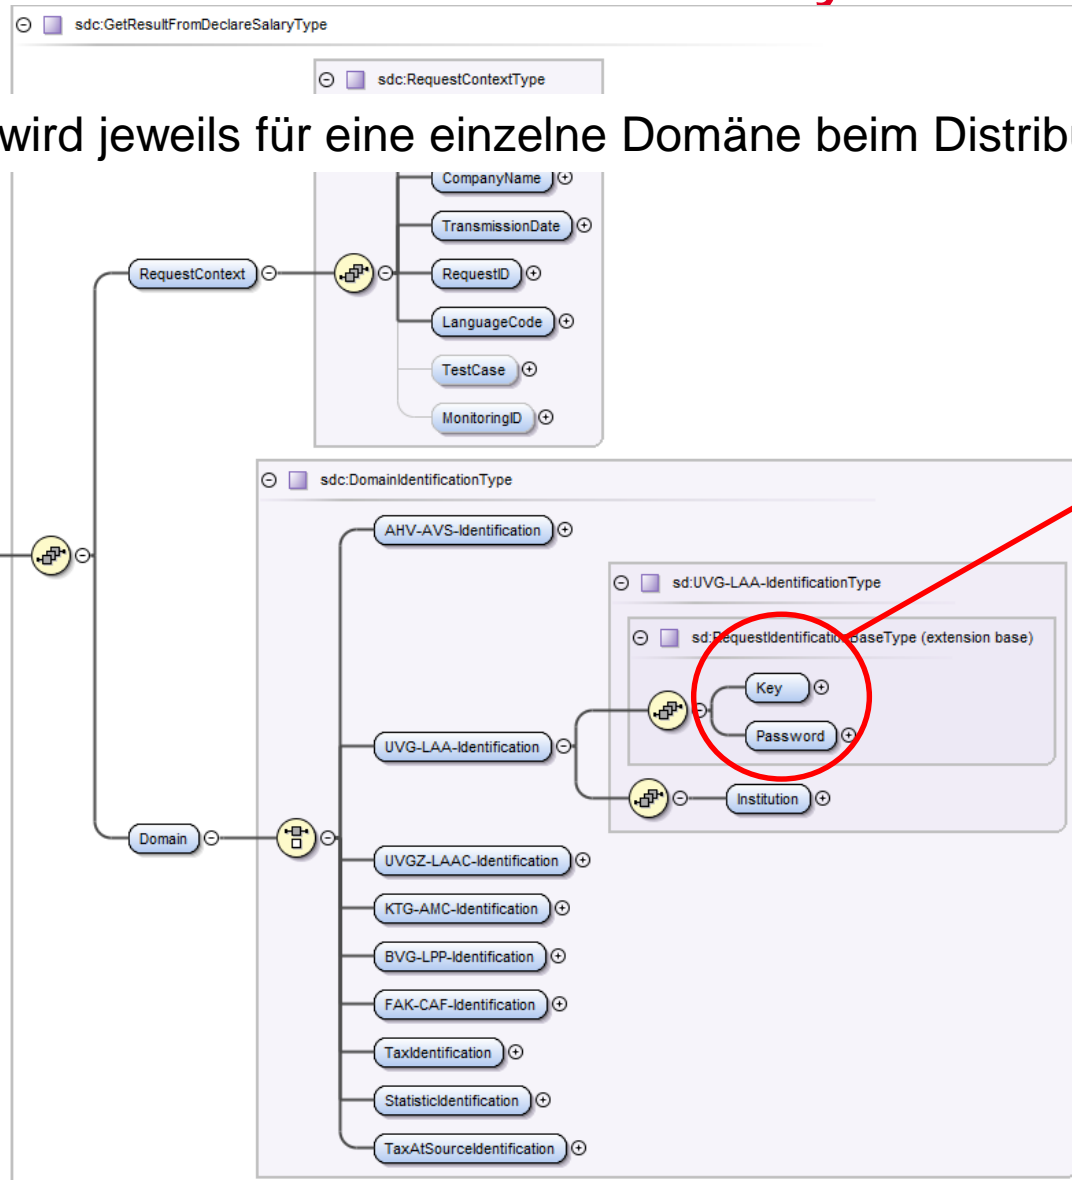 sdc:GetResultFromDeclareSalaryType
sdc:RequestContextType
wird jeweils für eine einzelne Domäne beim Distribu
CompanyName
TransmissionDate
RequestContext
RequestID
LanguageCode
TestCase
MonitoringID
sdc:DomainIdentificationType
AHV-AVS-Identification
sd:UVG-LAA-IdentificationType
sd:RequestIdentificationBaseType (extension base)
Key
Password
UVG-LAA-Identification
Institution
Domain
UVGZ-LAAC-Identification
KTG-AMC-Identification
BVG-LPP-Identification
FAK-CAF-Identification
TaxIdentification
StatisticIdentification
TaxAtSourceIdentification